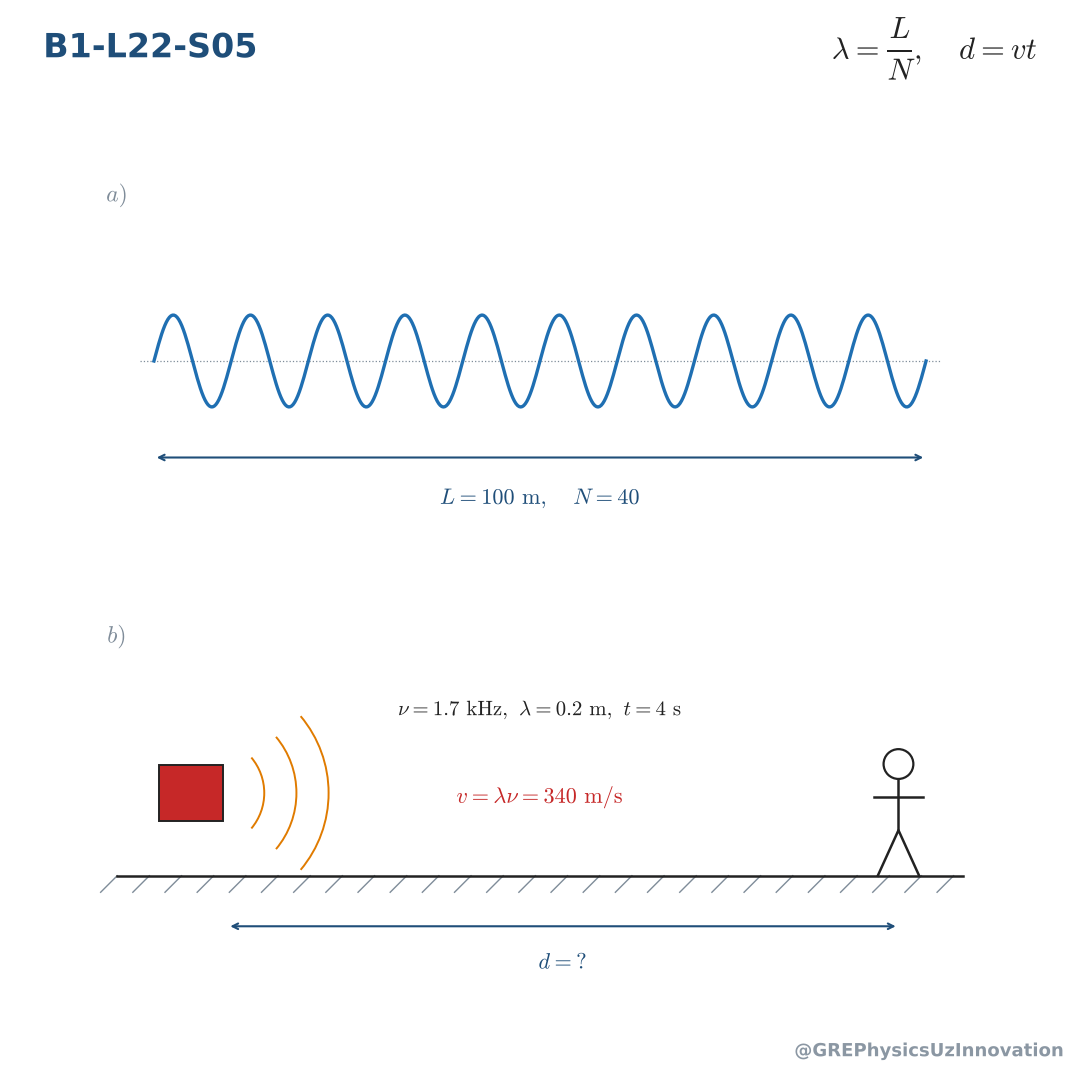 B1-L22-S05
λ = L/N, d = vt
a)
L = 100 m, N = 40
b)
ν = 1.7 kHz, λ = 0.2 m, t = 4 s
v = λν = 340 m/s
d = ?
@GREPhysicsUzInnovation